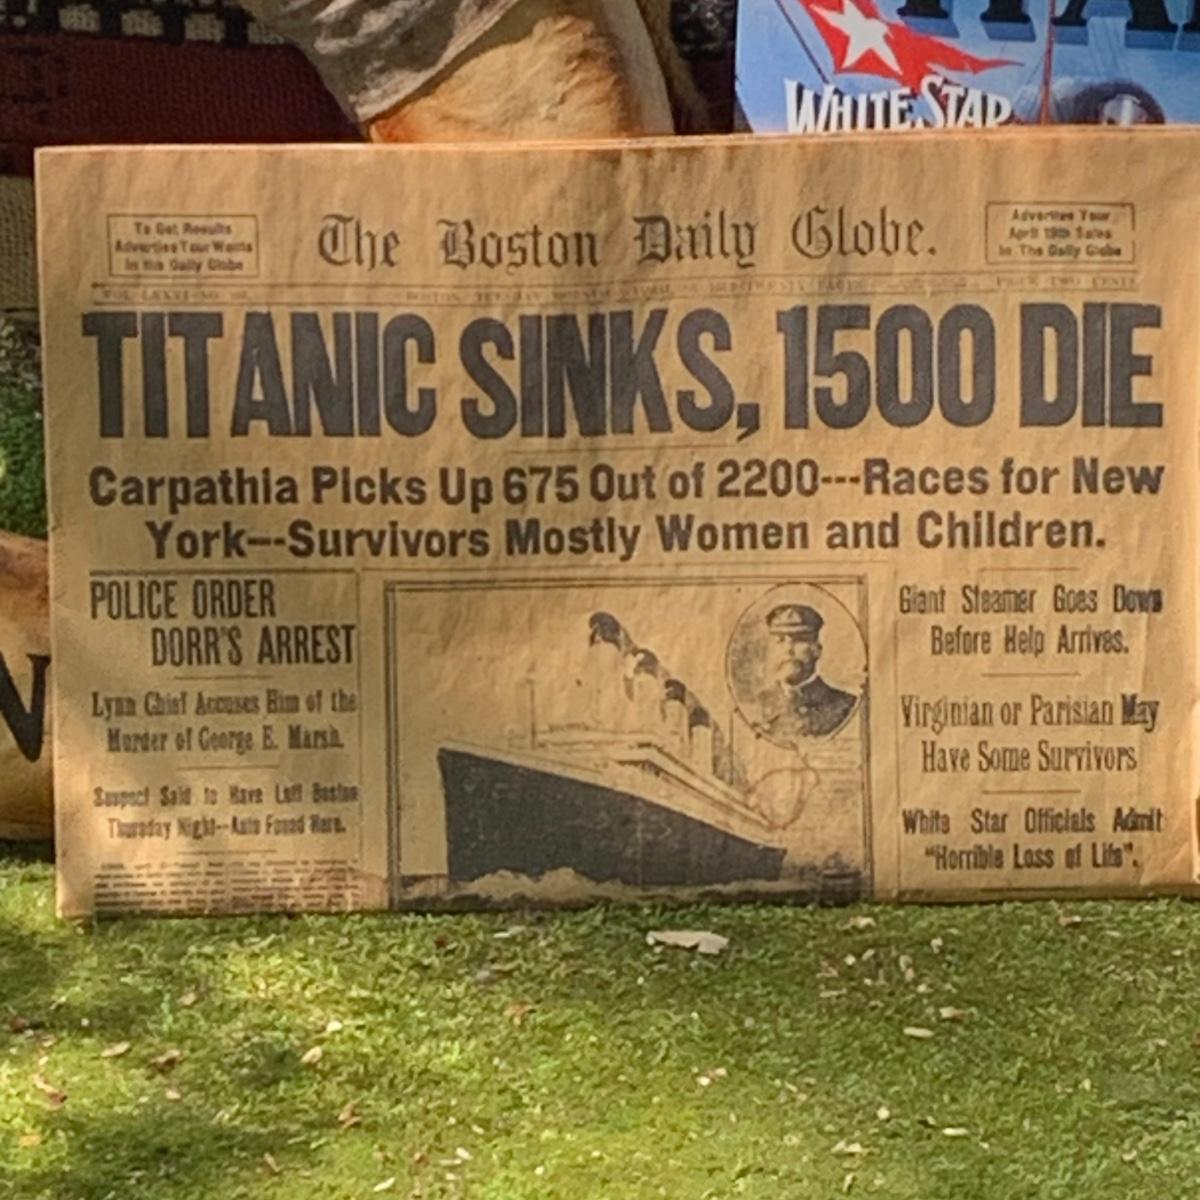 WHITE STAR
To Get Results
Advertise Your Wants
In the Daily Globe
The Boston Daily Globe.
Advertise Your
April 19th Sales
In The Daily Globe
TITANIC SINKS, 1500 DIE
Carpathia Picks Up 675 Out of 2200---Races for New
York---Survivors Mostly Women and Children.
POLICE ORDER
DORR'S ARREST
Lynn Chief Accuses Him of the
Murder of George E. Marsh.
Suspect Said to Have Left Boston
Thursday Night--Auto Found Here.
Giant Steamer Goes Down
Before Help Arrives.
Virginian or Parisian May
Have Some Survivors
White Star Officials Admit
"Horrible Loss of Life".